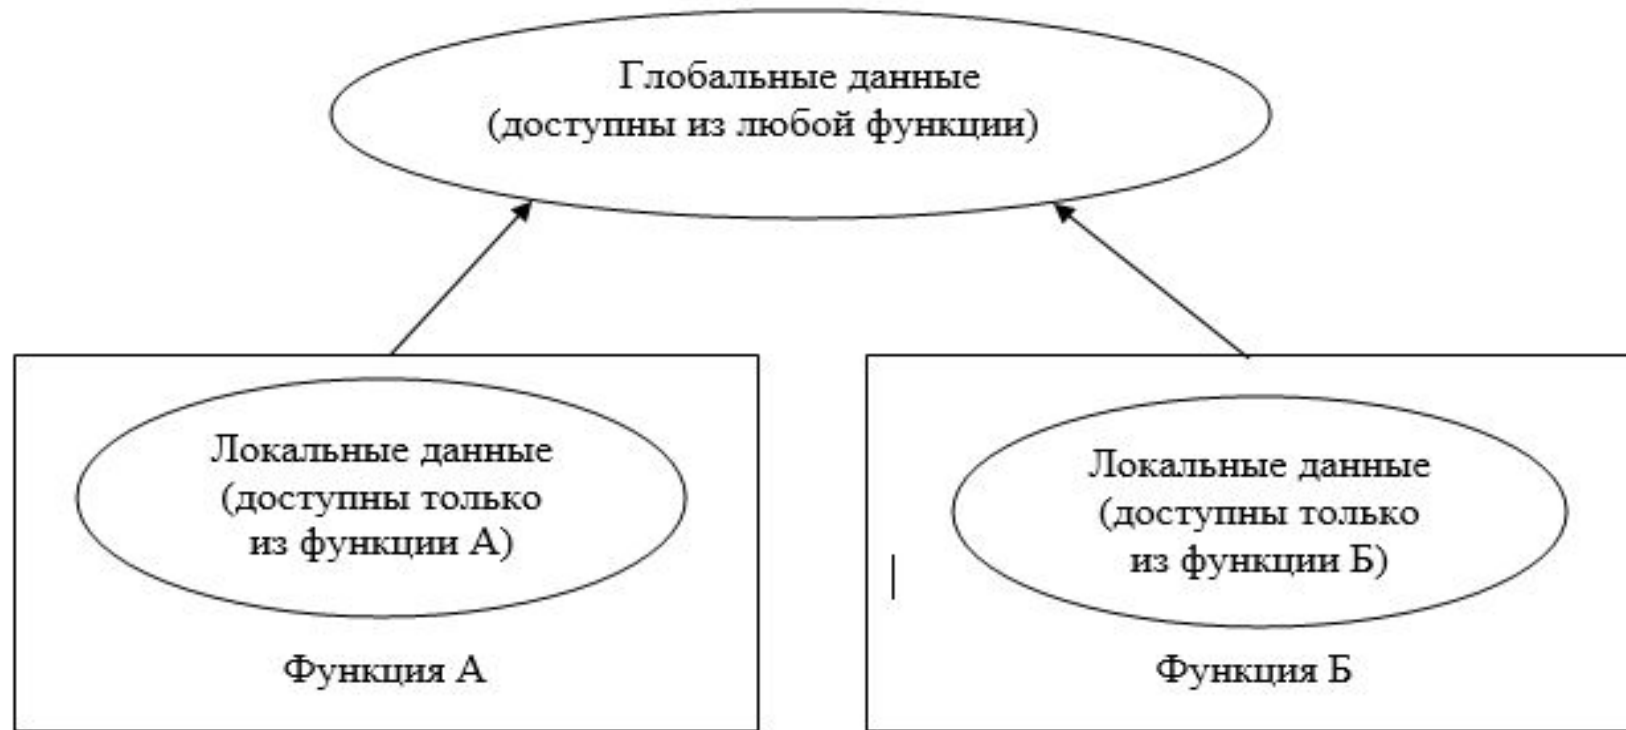 Глобальные данные
(доступны из любой функции)
Локальные данные
(доступны только
из функции А)
Функция А
Локальные данные
(доступны только
из функции Б)
Функция Б